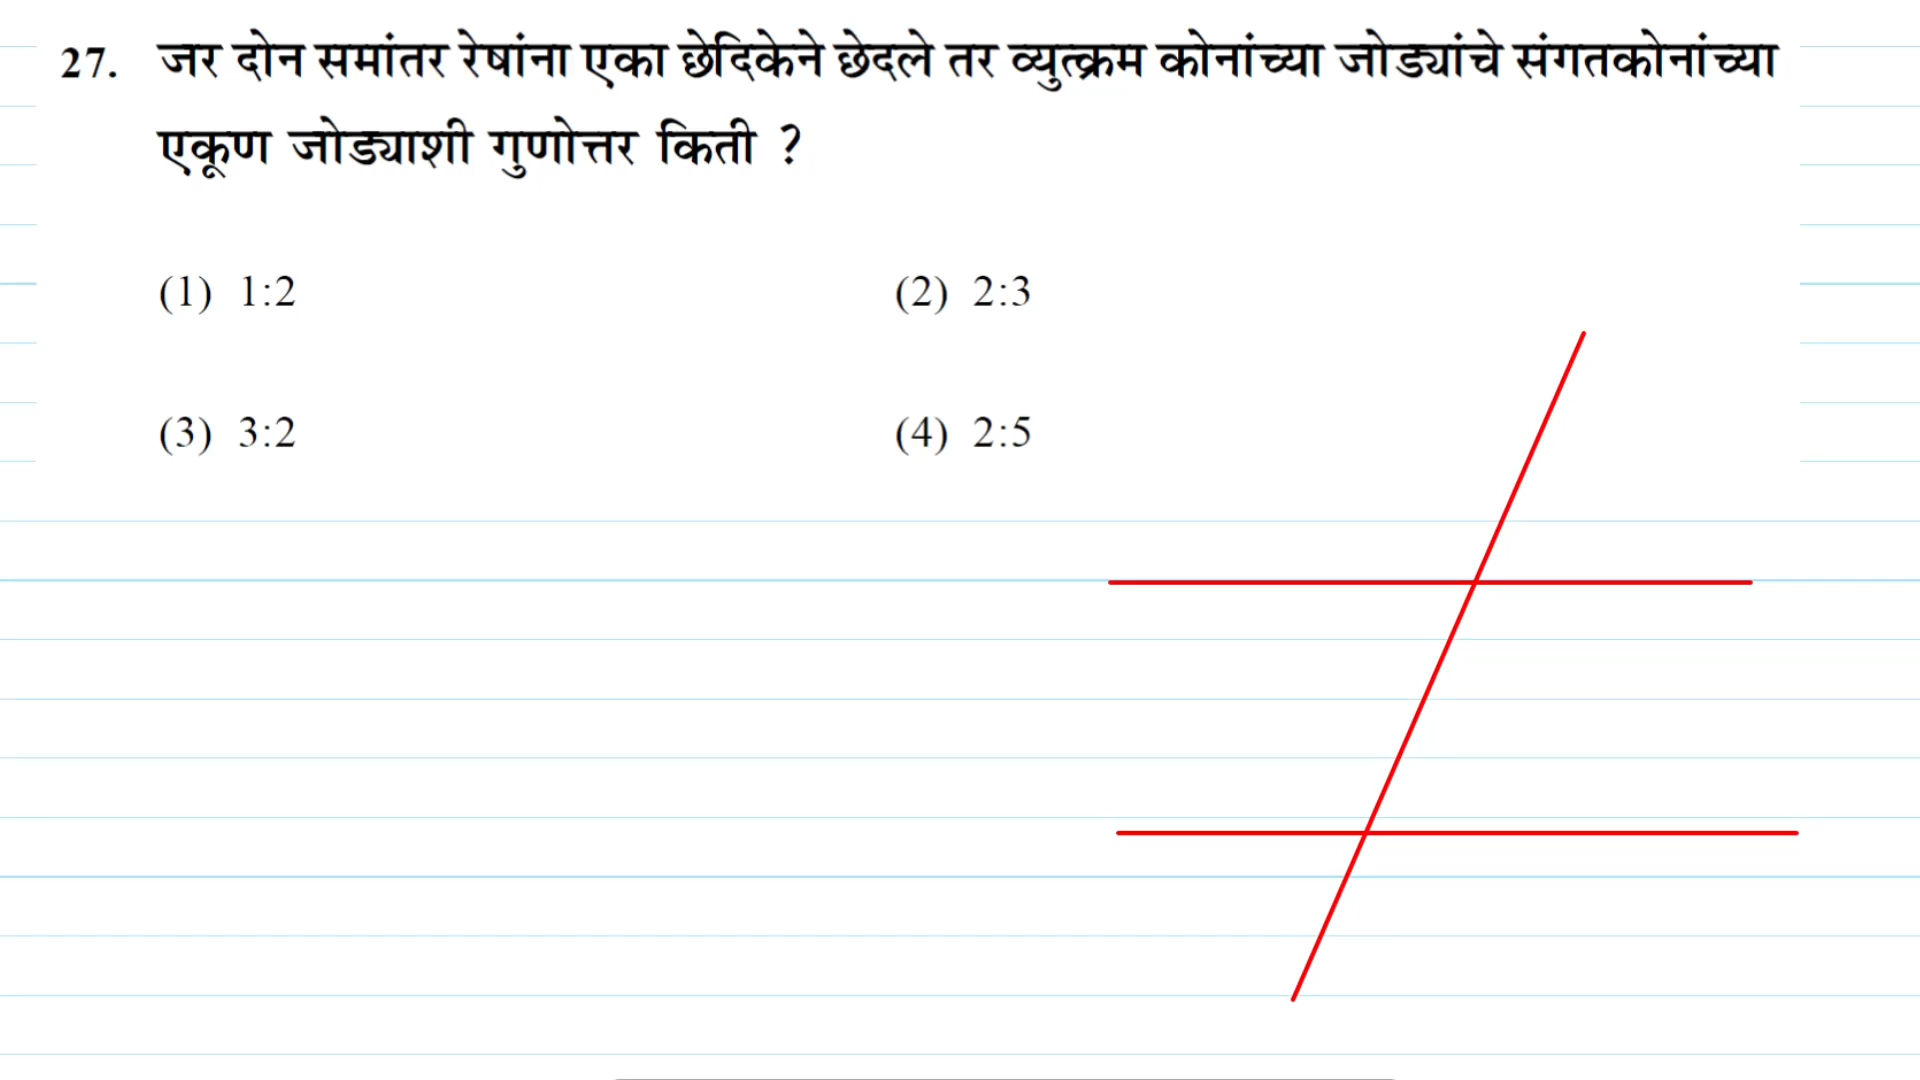 27. जर दोन समांतर रेषांना एका छेदिकेने छेदले तर व्युत्क्रम कोनांच्या जोड्यांचे संगतकोनांच्या
एकूण जोड्याशी गुणोत्तर किती ?
(1) 1:2 (2) 2:3
(3) 3:2 (4) 2:5